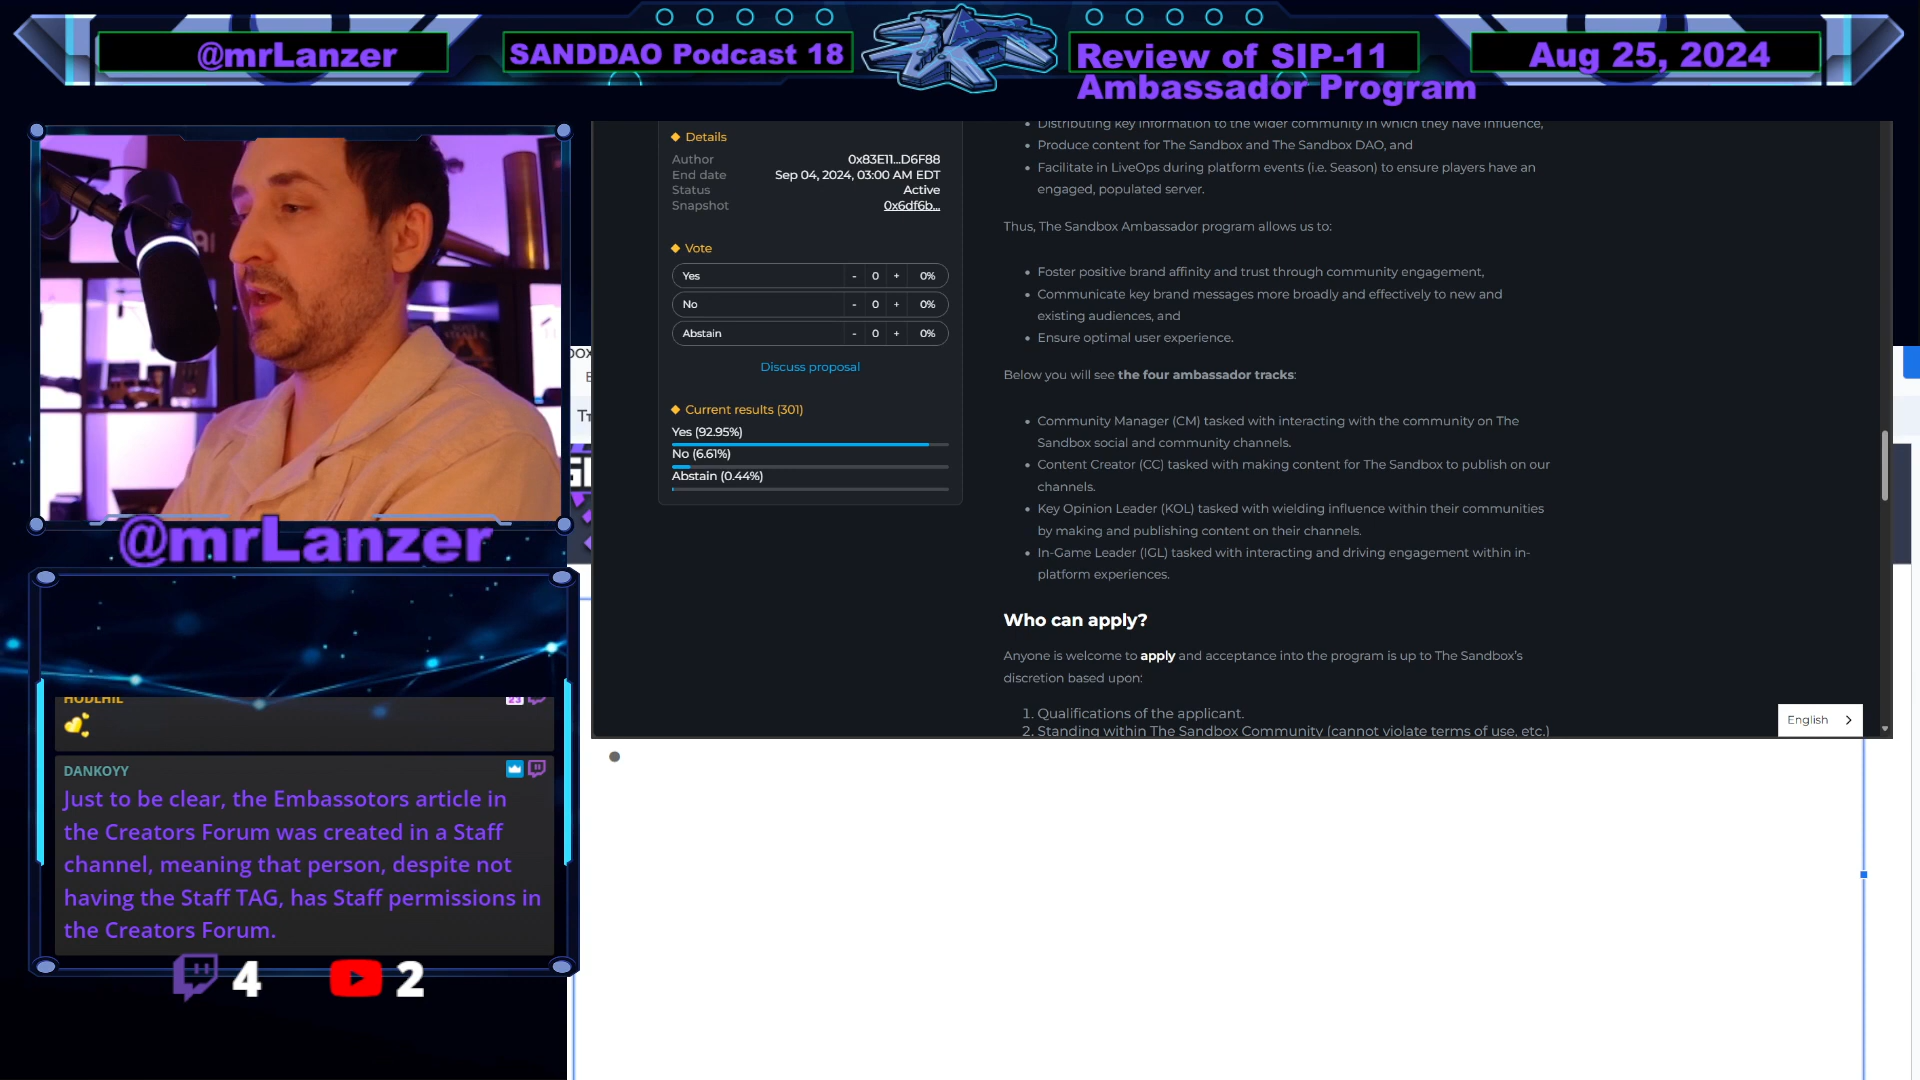 @mrLanzer
SANDDAO Podcast 18
Review of SIP-11
Ambassador Program
Aug 25, 2024
@mrLanzer
HODLHIL
23
DANKOYY
Just to be clear, the Embassotors article in
the Creators Forum was created in a Staff
channel, meaning that person, despite not
having the Staff TAG, has Staff permissions in
the Creators Forum.
4
2
Details
Author 0x83E11...D6F88
End date Sep 04, 2024, 03:00 AM EDT
Status Active
Snapshot 0x6df6b...
Vote
Yes - 0 + 0%
No - 0 + 0%
Abstain - 0 + 0%
Discuss proposal
Current results (301)
Yes (92.95%)
No (6.61%)
Abstain (0.44%)
• Distributing key information to the wider community in which they have influence,
• Produce content for The Sandbox and The Sandbox DAO, and
• Facilitate in LiveOps during platform events (i.e. Season) to ensure players have an
engaged, populated server.
Thus, The Sandbox Ambassador program allows us to:
• Foster positive brand affinity and trust through community engagement,
• Communicate key brand messages more broadly and effectively to new and
existing audiences, and
• Ensure optimal user experience.
Below you will see the four ambassador tracks:
• Community Manager (CM) tasked with interacting with the community on The
Sandbox social and community channels.
• Content Creator (CC) tasked with making content for The Sandbox to publish on our
channels.
• Key Opinion Leader (KOL) tasked with wielding influence within their communities
by making and publishing content on their channels.
• In-Game Leader (IGL) tasked with interacting and driving engagement within in-
platform experiences.
Who can apply?
Anyone is welcome to apply and acceptance into the program is up to The Sandbox's
discretion based upon:
1. Qualifications of the applicant.
2. Standing within The Sandbox Community (cannot violate terms of use, etc.)
English